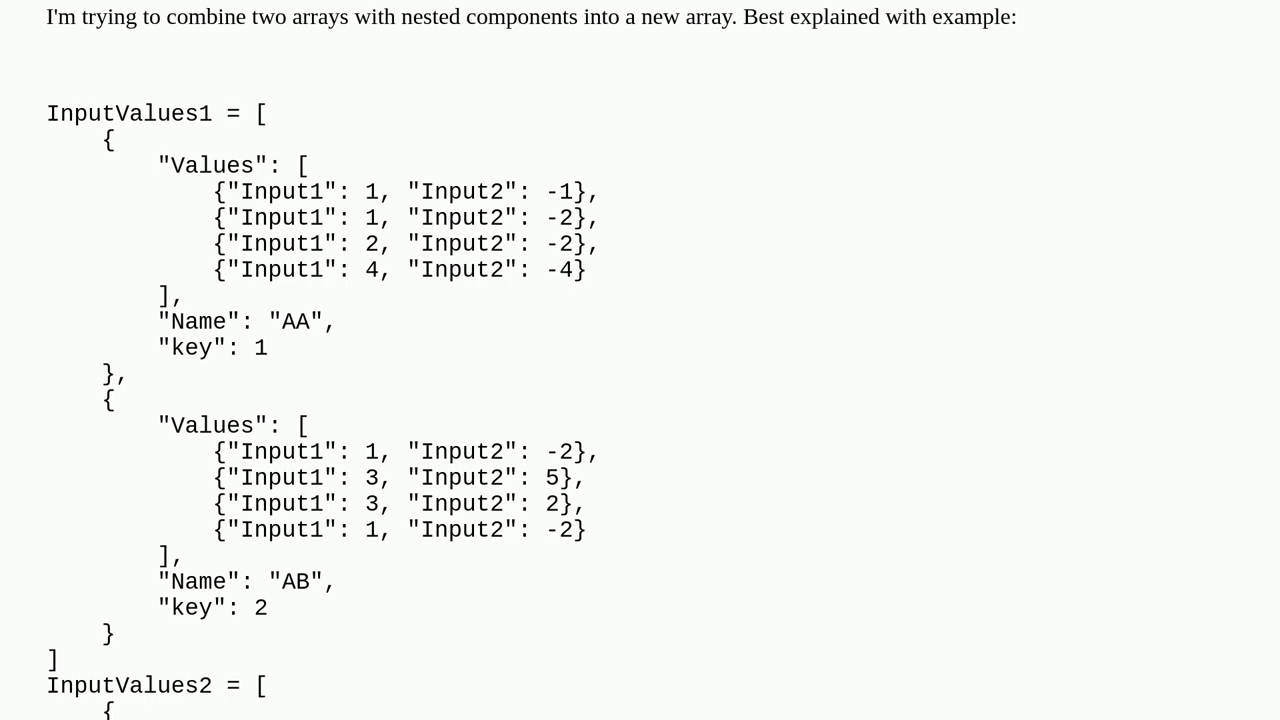 I'm trying to combine two arrays with nested components into a new array. Best explained with example:
InputValues1 = [
    {
        "Values": [
            {"Input1": 1, "Input2": -1},
            {"Input1": 1, "Input2": -2},
            {"Input1": 2, "Input2": -2},
            {"Input1": 4, "Input2": -4}
        ],
        "Name": "AA",
        "key": 1
    },
    {
        "Values": [
            {"Input1": 1, "Input2": -2},
            {"Input1": 3, "Input2": 5},
            {"Input1": 3, "Input2": 2},
            {"Input1": 1, "Input2": -2}
        ],
        "Name": "AB",
        "key": 2
    }
]
InputValues2 = [
    {